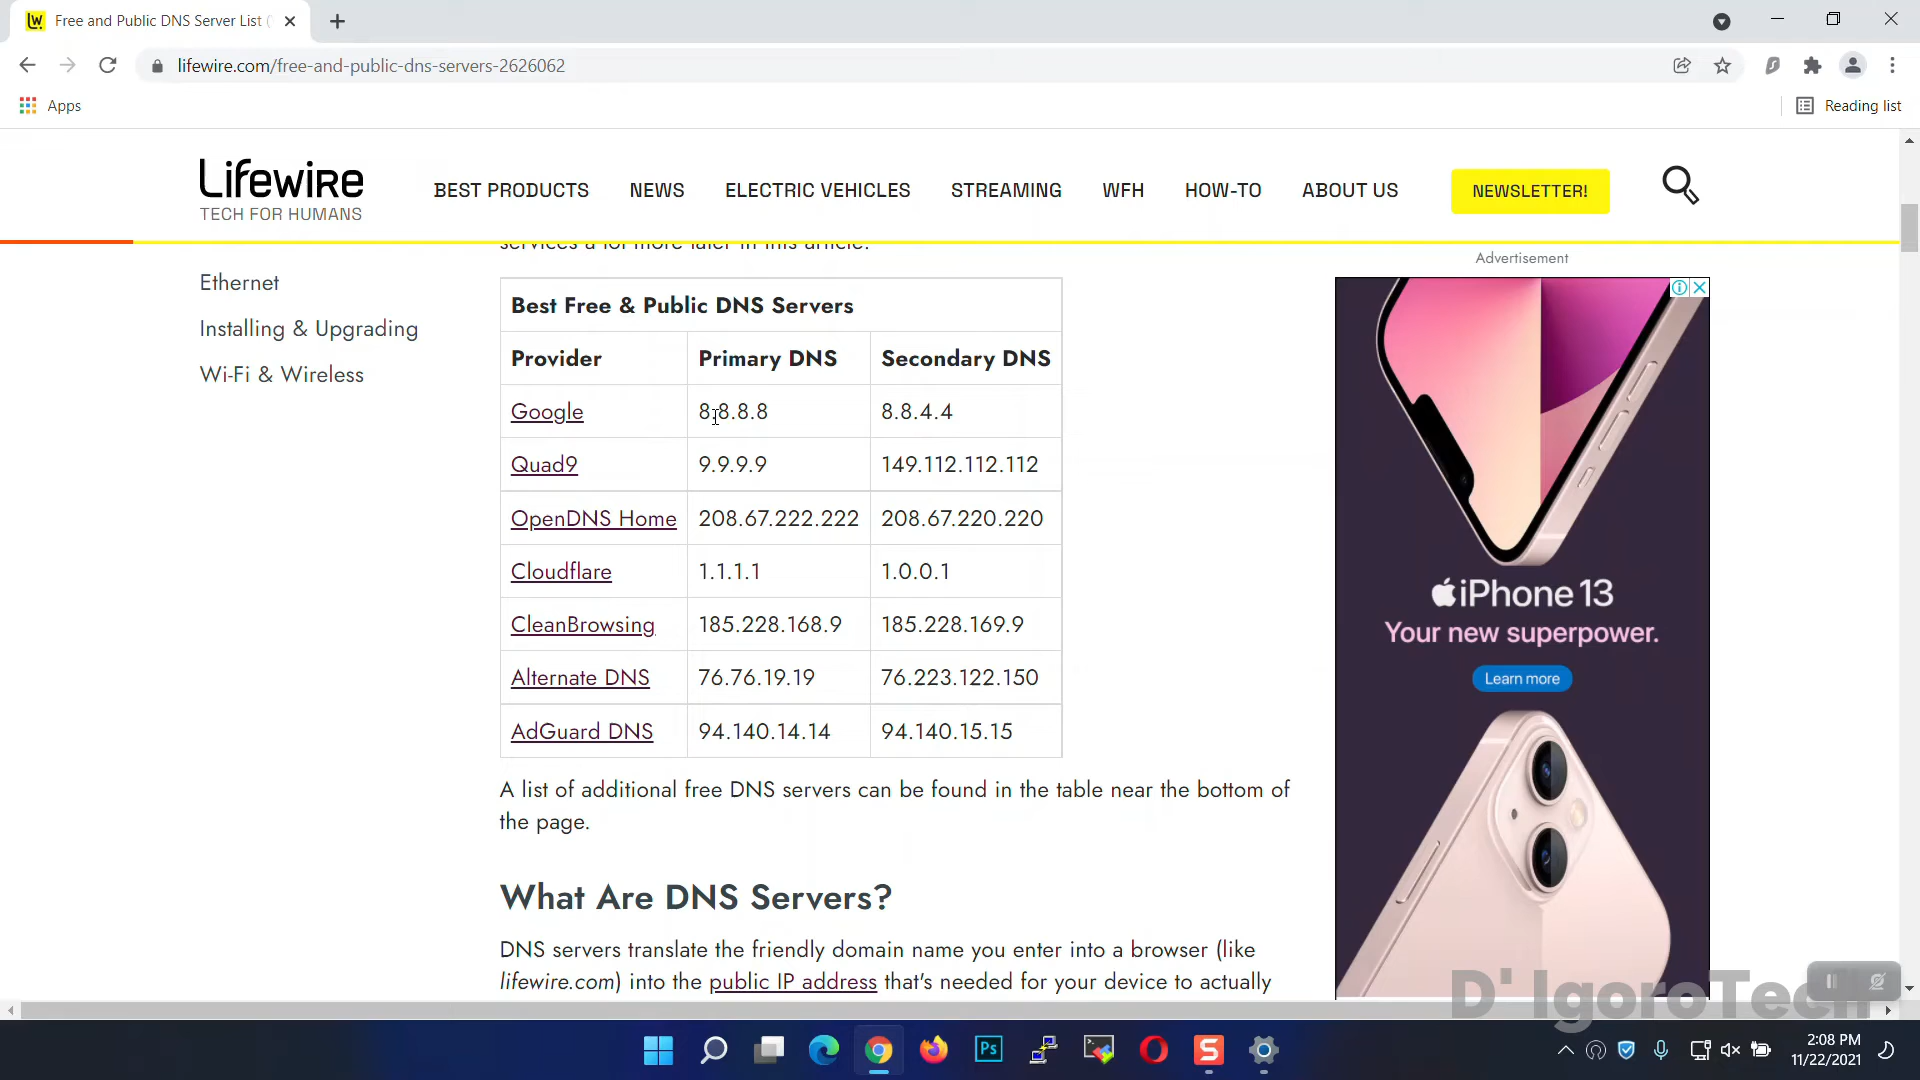 Free and Public DNS Server List (
lifewire.com/free-and-public-dns-servers-2626062
Apps
Reading list
Lifewire
TECH FOR HUMANS
BEST PRODUCTS NEWS ELECTRIC VEHICLES STREAMING WFH HOW-TO ABOUT US NEWSLETTER!
services a lot more later in this article.
Advertisement
Ethernet
Installing & Upgrading
Wi-Fi & Wireless
Best Free & Public DNS Servers
Provider Primary DNS Secondary DNS
Google 8.8.8.8 8.8.4.4
Quad9 9.9.9.9 149.112.112.112
OpenDNS Home 208.67.222.222 208.67.220.220
Cloudflare 1.1.1.1 1.0.0.1
CleanBrowsing 185.228.168.9 185.228.169.9
Alternate DNS 76.76.19.19 76.223.122.150
AdGuard DNS 94.140.14.14 94.140.15.15
A list of additional free DNS servers can be found in the table near the bottom of
the page.
What Are DNS Servers?
DNS servers translate the friendly domain name you enter into a browser (like
lifewire.com) into the public IP address that's needed for your device to actually
iPhone 13
Your new superpower.
Learn more
D' IgoroTech
Ps
S
2:08 PM
11/22/2021